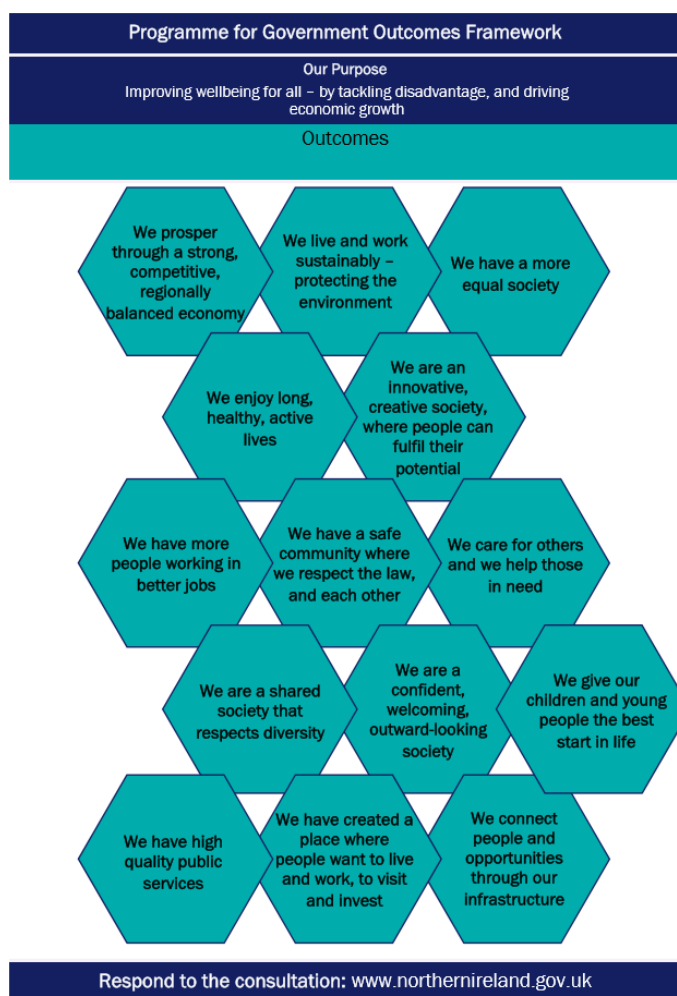 Programme for Government Outcomes Framework
Our Purpose
Improving wellbeing for all – by tackling disadvantage, and driving
economic growth
Outcomes
We prosper
through a strong,
competitive,
regionally
balanced economy
We live and work
sustainably –
protecting the
environment
We have a more
equal society
We enjoy long,
healthy, active
lives
We are an
innovative,
creative society,
where people can
fulfil their
potential
We have more
people working in
better jobs
We have a safe
community where
we respect the law,
and each other
We care for others
and we help those
in need
We are a shared
society that
respects diversity
We are a
confident,
welcoming,
outward-looking
society
We give our
children and young
people the best
start in life
We have high
quality public
services
We have created a
place where
people want to live
and work, to visit
and invest
We connect
people and
opportunities
through our
infrastructure
Respond to the consultation: www.northernireland.gov.uk